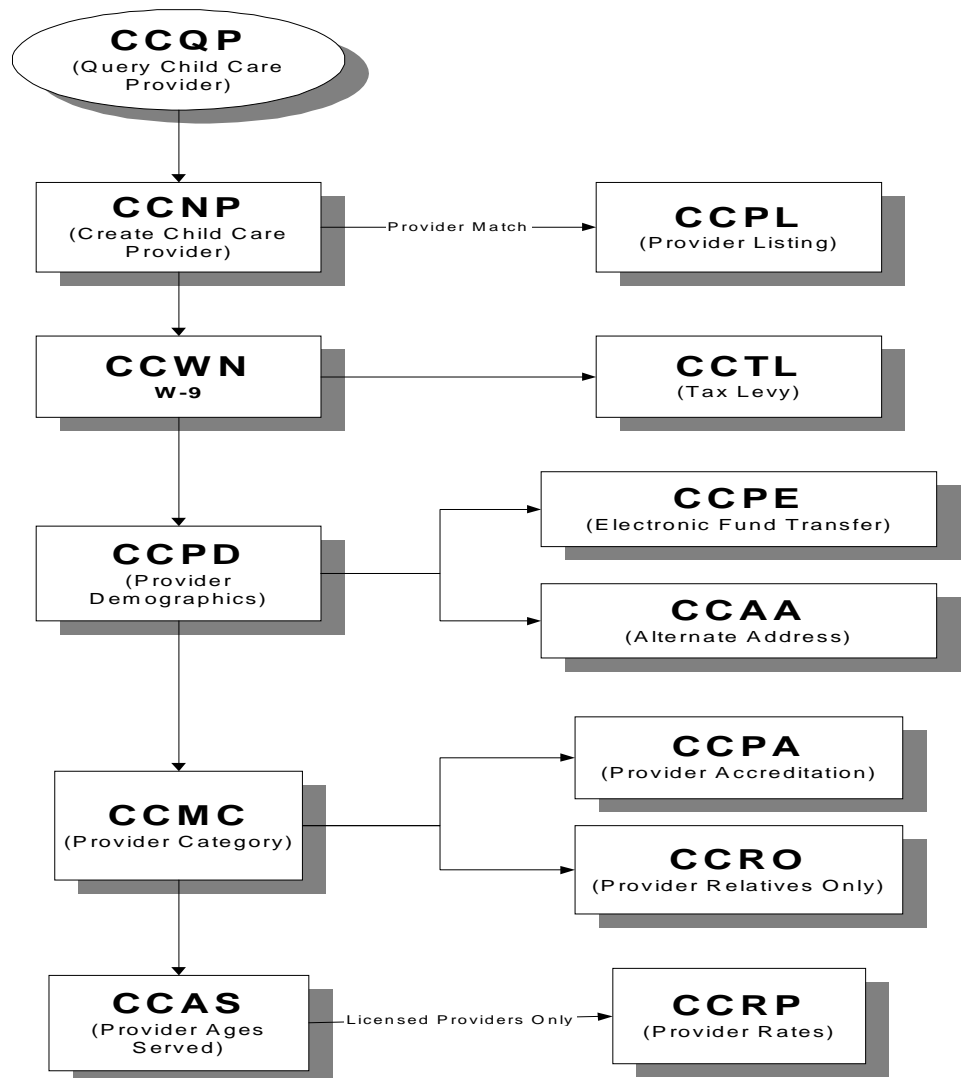 CCQP
(Query Child Care
Provider)
CCNP
(Create Child Care
Provider)
Provider Match
CCPL
(Provider Listing)
CCWN
W-9
CCTL
(Tax Levy)
CCPD
(Provider
Demographics)
CCPE
(Electronic Fund Transfer)
CCAA
(Alternate Address)
CCMC
(Provider Category)
CCPA
(Provider Accreditation)
CCRO
(Provider Relatives Only)
CCAS
(Provider Ages
Served)
Licensed Providers Only
CCRP
(Provider Rates)